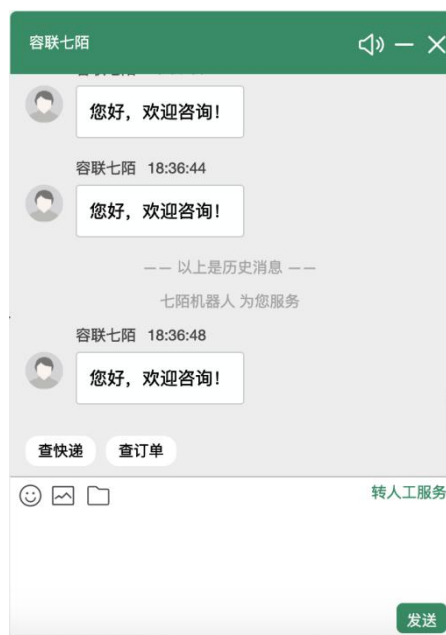 容联七陌
您好，欢迎咨询！
容联七陌 18:36:44
您好，欢迎咨询！
—— 以上是历史消息 ——
七陌机器人 为您服务
容联七陌 18:36:48
您好，欢迎咨询！
查快递 查订单
转人工服务
发送